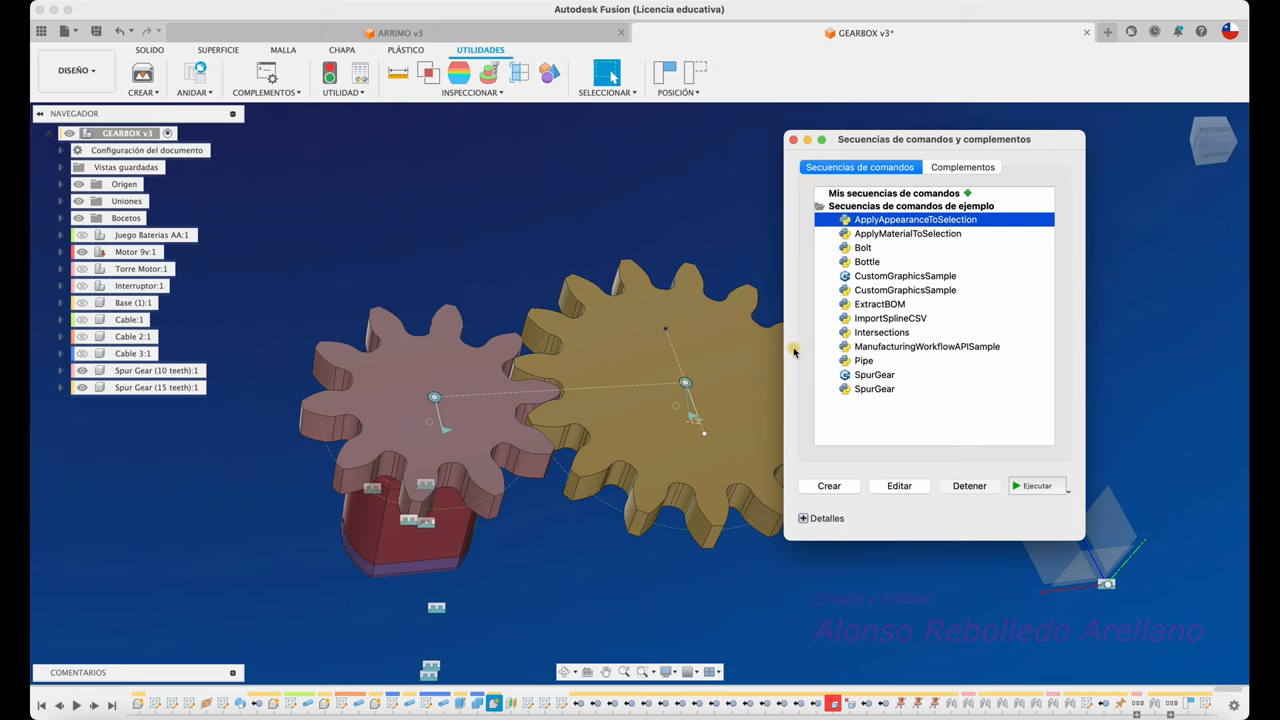 Autodesk Fusion (Licencia educativa)
ARRIMO v3
GEARBOX v3*
DISEÑO
SÓLIDO
SUPERFICIE
MALLA
CHAPA
PLÁSTICO
UTILIDADES
CREAR
ANIDAR
COMPLEMENTOS
UTILIDAD
INSPECCIONAR
SELECCIONAR
POSICIÓN
NAVEGADOR
GEARBOX v3
Configuración del documento
Vistas guardadas
Origen
Uniones
Bocetos
Juego Baterias AA:1
Motor 9v:1
Torre Motor:1
Interruptor:1
Base (1):1
Cable:1
Cable 2:1
Cable 3:1
Spur Gear (10 teeth):1
Spur Gear (15 teeth):1
Secuencias de comandos y complementos
Secuencias de comandos
Complementos
Mis secuencias de comandos
Secuencias de comandos de ejemplo
ApplyAppearanceToSelection
ApplyMaterialToSelection
Bolt
Bottle
CustomGraphicsSample
CustomGraphicsSample
ExtractBOM
ImportSplineCSV
Intersections
ManufacturingWorkflowAPISample
Pipe
SpurGear
SpurGear
Crear
Editar
Detener
Ejecutar
Detalles
Creado y Editado
Alonso Rebolledo Arellano
COMENTARIOS